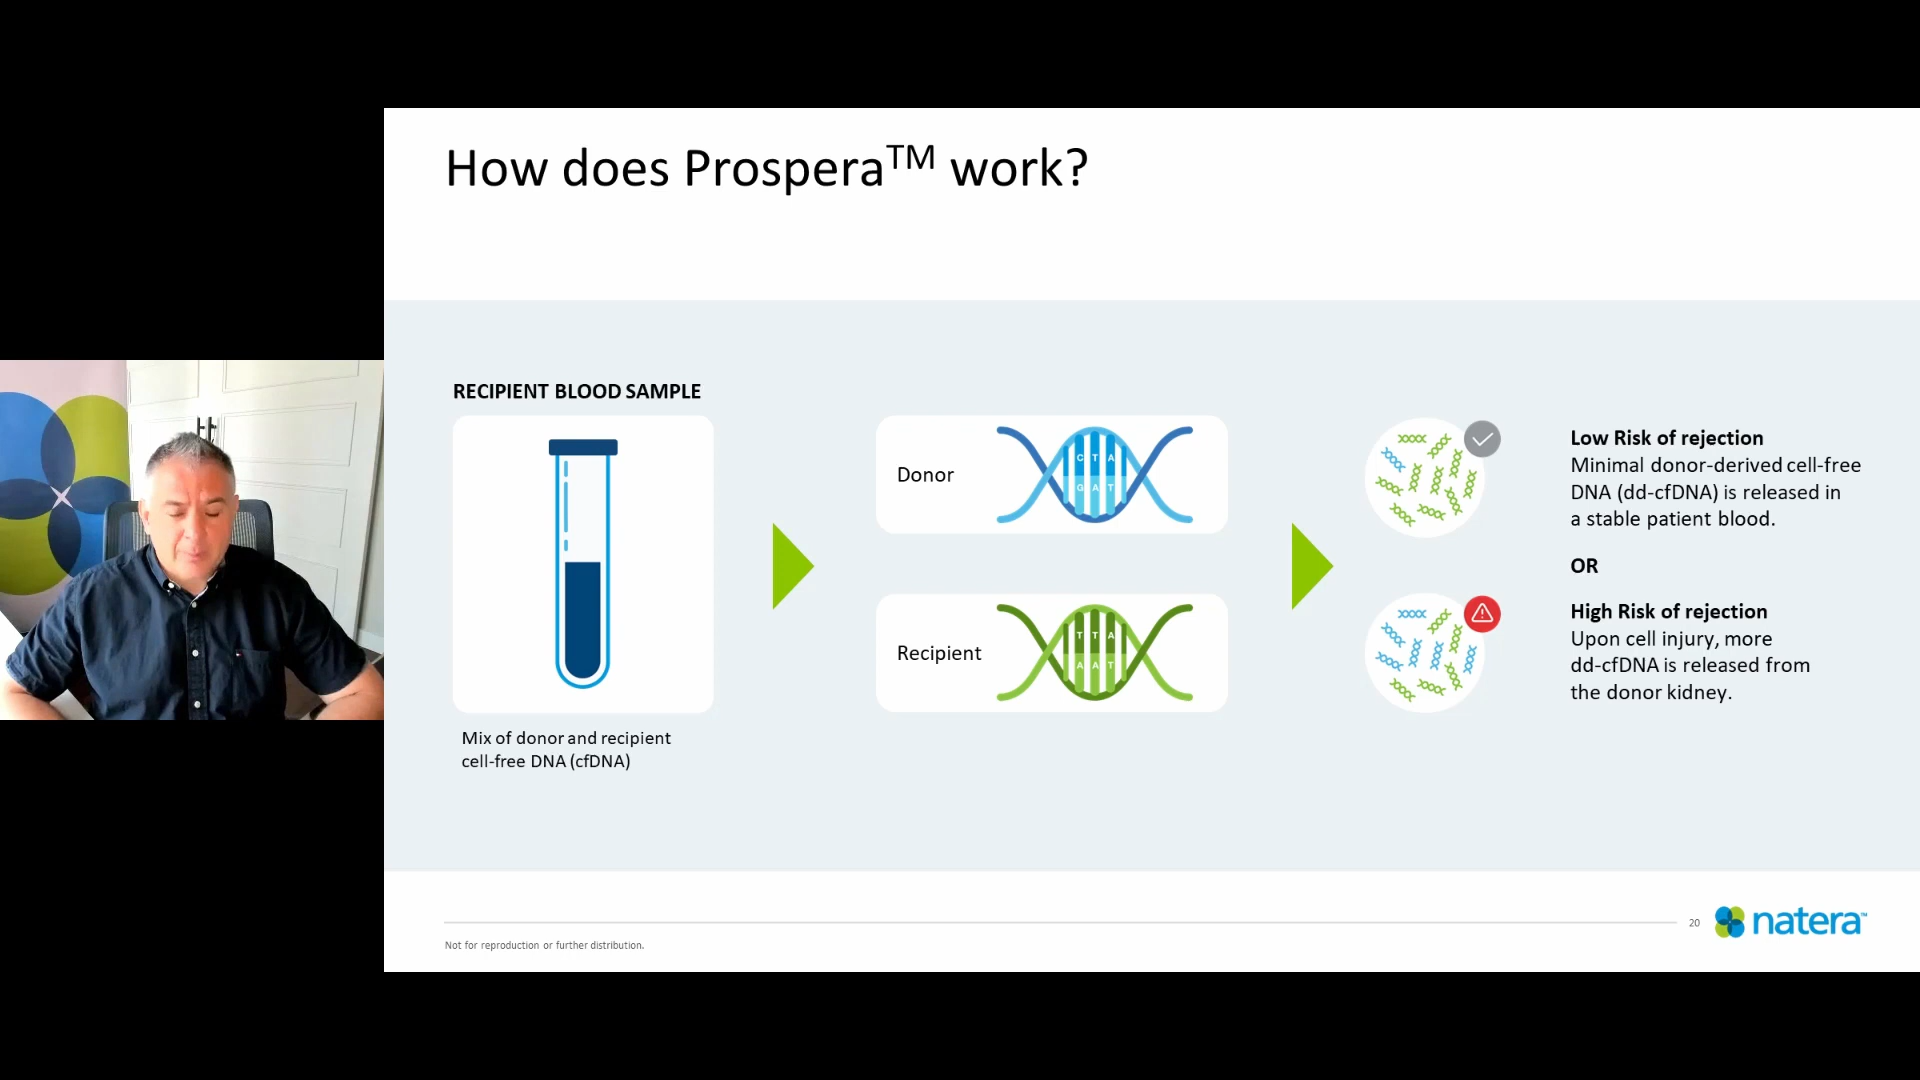 How does Prospera™ work?
RECIPIENT BLOOD SAMPLE
Mix of donor and recipient
cell-free DNA (cfDNA)
Donor
C T A
G A T
Recipient
T T A
A A T
Low Risk of rejection
Minimal donor-derived cell-free
DNA (dd-cfDNA) is released in
a stable patient blood.
OR
High Risk of rejection
Upon cell injury, more
dd-cfDNA is released from
the donor kidney.
20
natera™
Not for reproduction or further distribution.